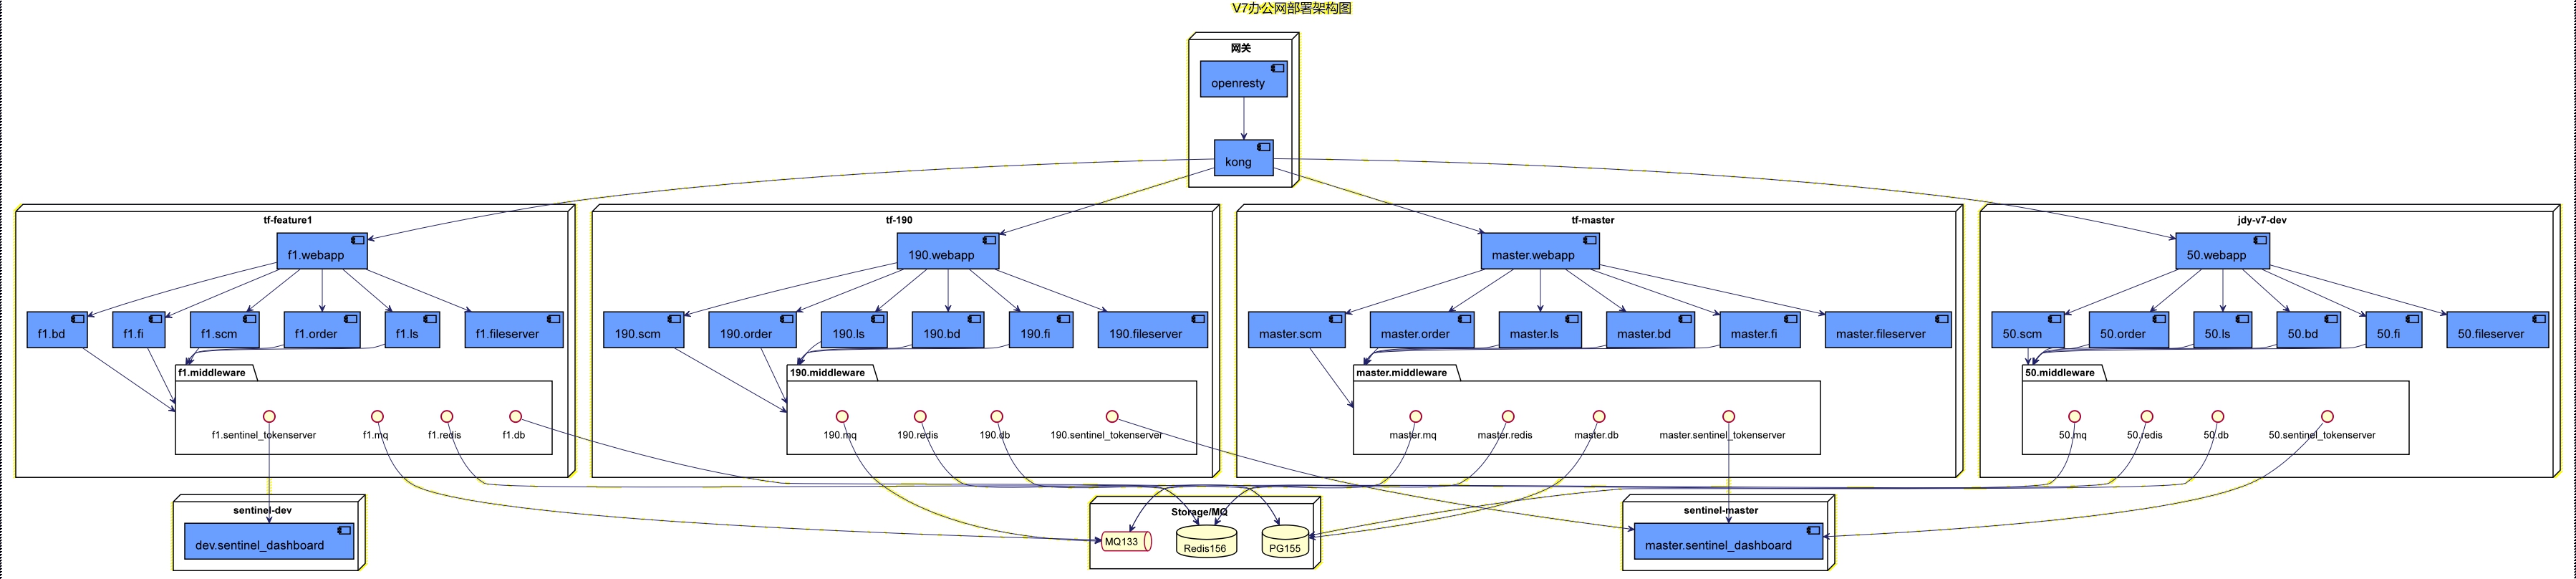 V7办公网部署架构图
网关
openresty
kong
tf-feature1
tf-190
tf-master
jdy-v7-dev
f1.webapp
190.webapp
master.webapp
50.webapp
f1.bd
f1.fi
f1.scm
f1.order
f1.ls
f1.fileserver
190.scm
190.order
190.ls
190.bd
190.fi
190.fileserver
master.scm
master.order
master.ls
master.bd
master.fi
master.fileserver
50.scm
50.order
50.ls
50.bd
50.fi
50.fileserver
f1.middleware
190.middleware
master.middleware
50.middleware
f1.sentinel_tokenserver
f1.mq
f1.redis
f1.db
190.mq
190.redis
190.db
190.sentinel_tokenserver
master.mq
master.redis
master.db
master.sentinel_tokenserver
50.mq
50.redis
50.db
50.sentinel_tokenserver
sentinel-dev
Storage/MQ
sentinel-master
dev.sentinel_dashboard
MQ133
Redis156
PG155
master.sentinel_dashboard